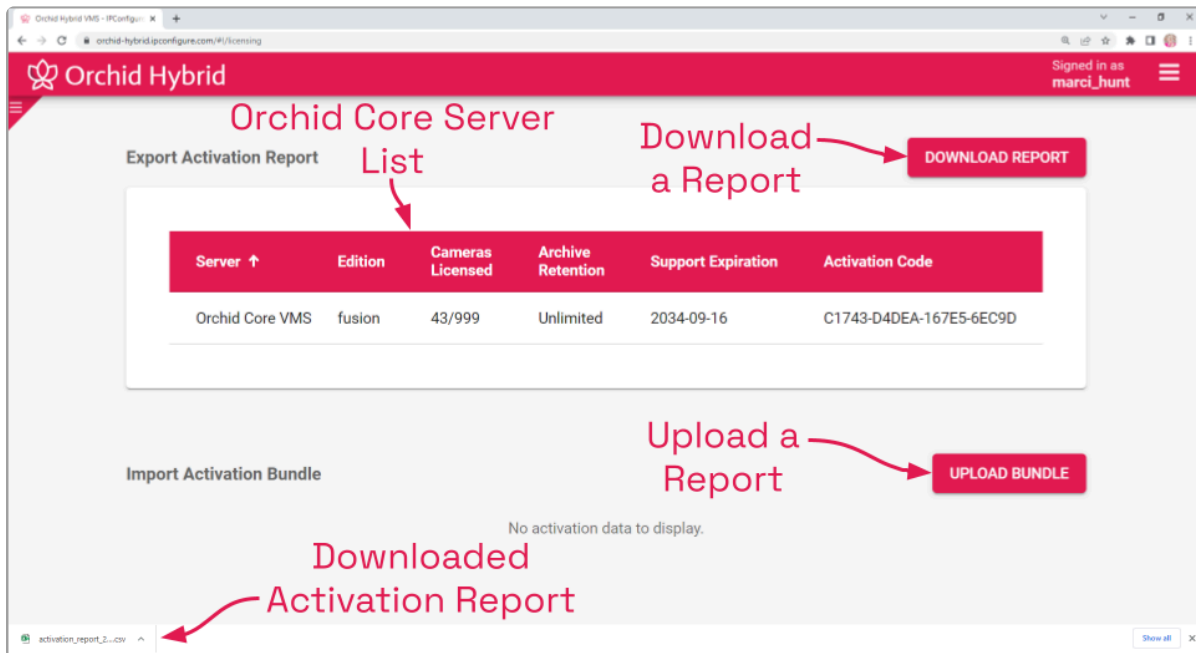 Orchid Hybrid VMS - IPConfigur
orchid-hybrid.ipconfigure.com/#!/licensing
Orchid Hybrid
Signed in as
marci_hunt
Orchid Core Server
List
Download
a Report
Export Activation Report
DOWNLOAD REPORT
Server ↑ Edition Cameras Licensed Archive Retention Support Expiration Activation Code
Orchid Core VMS fusion 43/999 Unlimited 2034-09-16 C1743-D4DEA-167E5-6EC9D
Upload a
Report
Import Activation Bundle
UPLOAD BUNDLE
No activation data to display.
Downloaded
Activation Report
activation_report_2....csv
Show all